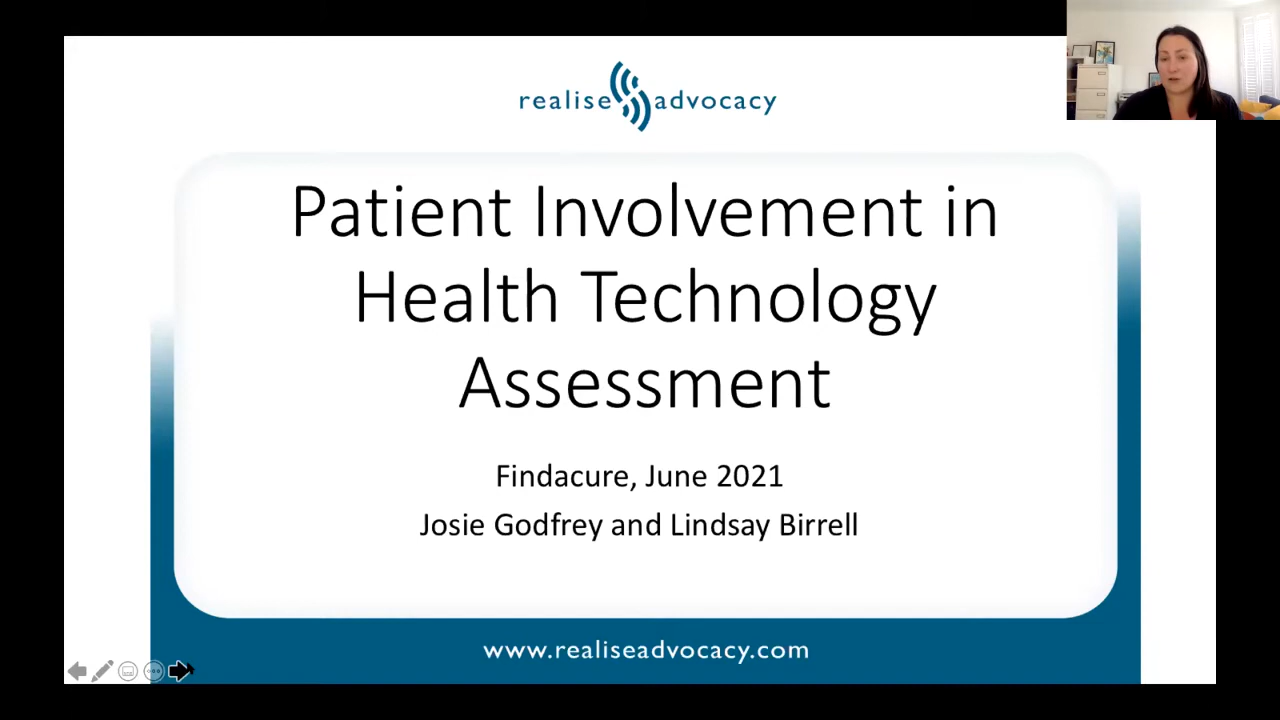 realise advocacy
Patient Involvement in
Health Technology
Assessment
Findacure, June 2021
Josie Godfrey and Lindsay Birrell
www.realiseadvocacy.com